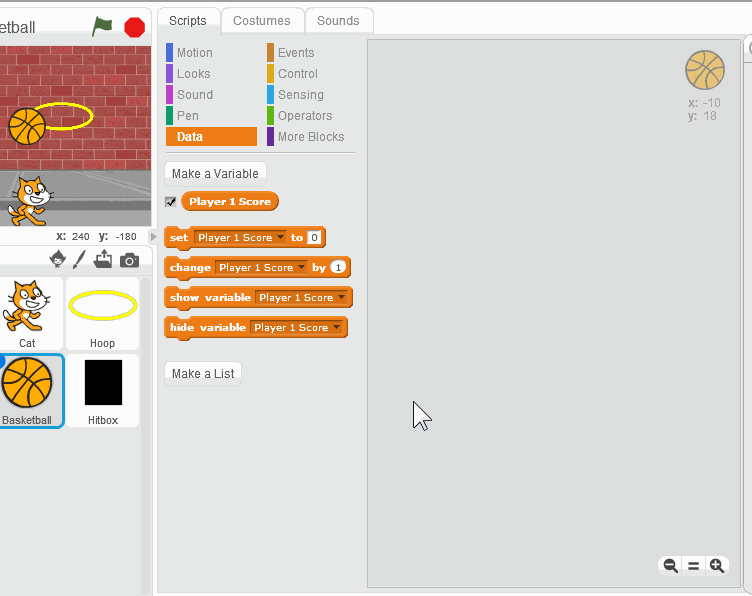 etball
Scripts Costumes Sounds
Motion Events
Looks Control
Sound Sensing
Pen Operators
Data More Blocks
Make a Variable
Player 1 Score
set Player 1 Score to 0
change Player 1 Score by 1
show variable Player 1 Score
hide variable Player 1 Score
Make a List
x: -10
y: 18
x: 240 y: -180
Cat Hoop
Basketball Hitbox